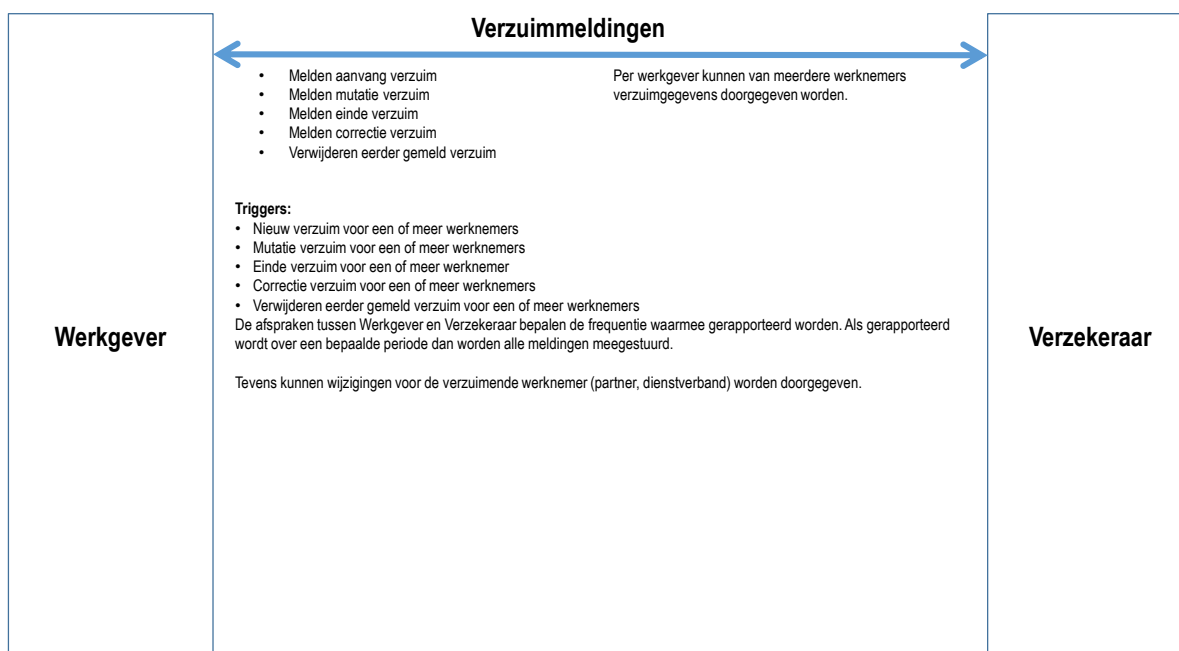 Verzuimmeldingen
• Melden aanvang verzuim
• Melden mutatie verzuim
• Melden einde verzuim
• Melden correctie verzuim
• Verwijderen eerder gemeld verzuim
Per werkgever kunnen van meerdere werknemers
verzuimgegevens doorgegeven worden.
Triggers:
• Nieuw verzuim voor een of meer werknemers
• Mutatie verzuim voor een of meer werknemers
• Einde verzuim voor een of meer werknemer
• Correctie verzuim voor een of meer werknemers
• Verwijderen eerder gemeld verzuim voor een of meer werknemers
De afspraken tussen Werkgever en Verzekeraar bepalen de frequentie waarmee gerapporteerd worden. Als gerapporteerd
wordt over een bepaalde periode dan worden alle meldingen meegestuurd.
Tevens kunnen wijzigingen voor de verzuimende werknemer (partner, dienstverband) worden doorgegeven.
Werkgever
Verzekeraar